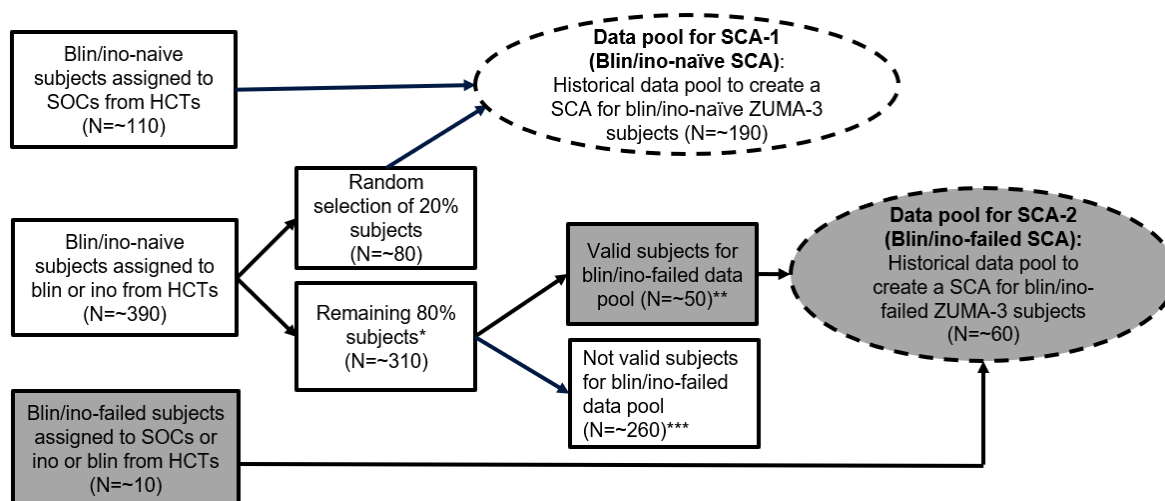 Blin/ino-naive
subjects assigned to
SOCs from HCTs
(N=~110)
Data pool for SCA-1
(Blin/ino-naïve SCA):
Historical data pool to create a
SCA for blin/ino-naïve ZUMA-3
subjects (N=~190)
Blin/ino-naive
subjects assigned to
blin or ino from HCTs
(N=~390)
Random
selection of 20%
subjects
(N=~80)
Remaining 80%
subjects*
(N=~310)
Valid subjects for
blin/ino-failed data
pool (N=~50)**
Not valid subjects
for blin/ino-failed
data pool
(N=~260)***
Data pool for SCA-2
(Blin/ino-failed SCA):
Historical data pool to
create a SCA for blin/ino-
failed ZUMA-3 subjects
(N=~60)
Blin/ino-failed subjects
assigned to SOCs or
ino or blin from HCTs
(N=~10)